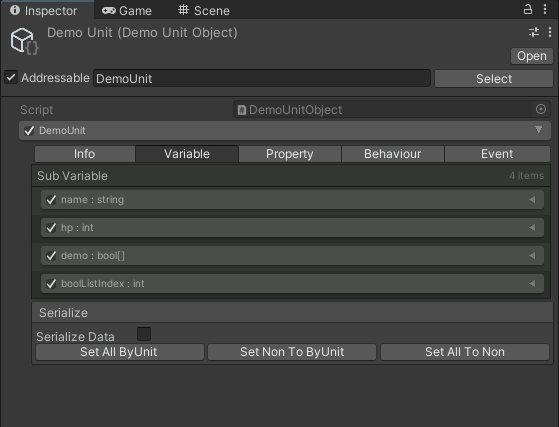 Inspector Game Scene
Demo Unit (Demo Unit Object)
Open
Addressable DemoUnit Select
Script DemoUnitObject
DemoUnit
Info Variable Property Behaviour Event
Sub Variable 4 items
name : string
hp : int
demo : bool[]
boolListIndex : int
Serialize
Serialize Data
Set All ByUnit Set Non To ByUnit Set All To Non